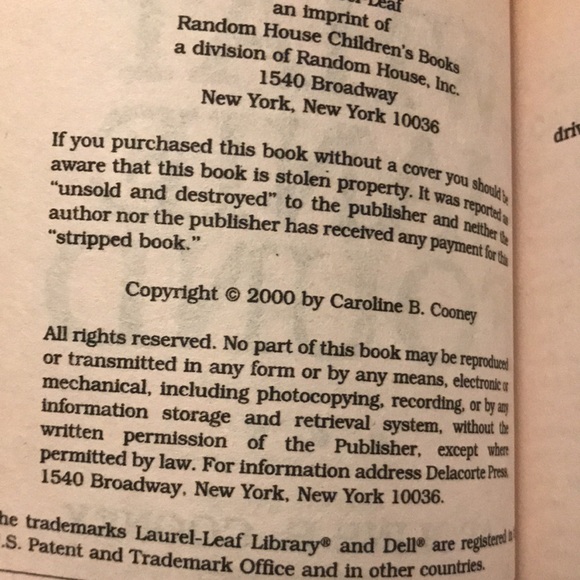 Leaf
an imprint of
Random House Children's Books
a division of Random House, Inc.
1540 Broadway
New York, New York 10036
If you purchased this book without a cover you should be
aware that this book is stolen property. It was reported as
"unsold and destroyed" to the publisher and neither the
author nor the publisher has received any payment for this
"stripped book."
Copyright © 2000 by Caroline B. Cooney
All rights reserved. No part of this book may be reproduced
or transmitted in any form or by any means, electronic or
mechanical, including photocopying, recording, or by any
information storage and retrieval system, without the
written permission of the Publisher, except where
permitted by law. For information address Delacorte Press,
1540 Broadway, New York, New York 10036.
he trademarks Laurel-Leaf Library® and Dell® are registered
.S. Patent and Trademark Office and in other countries.
driv